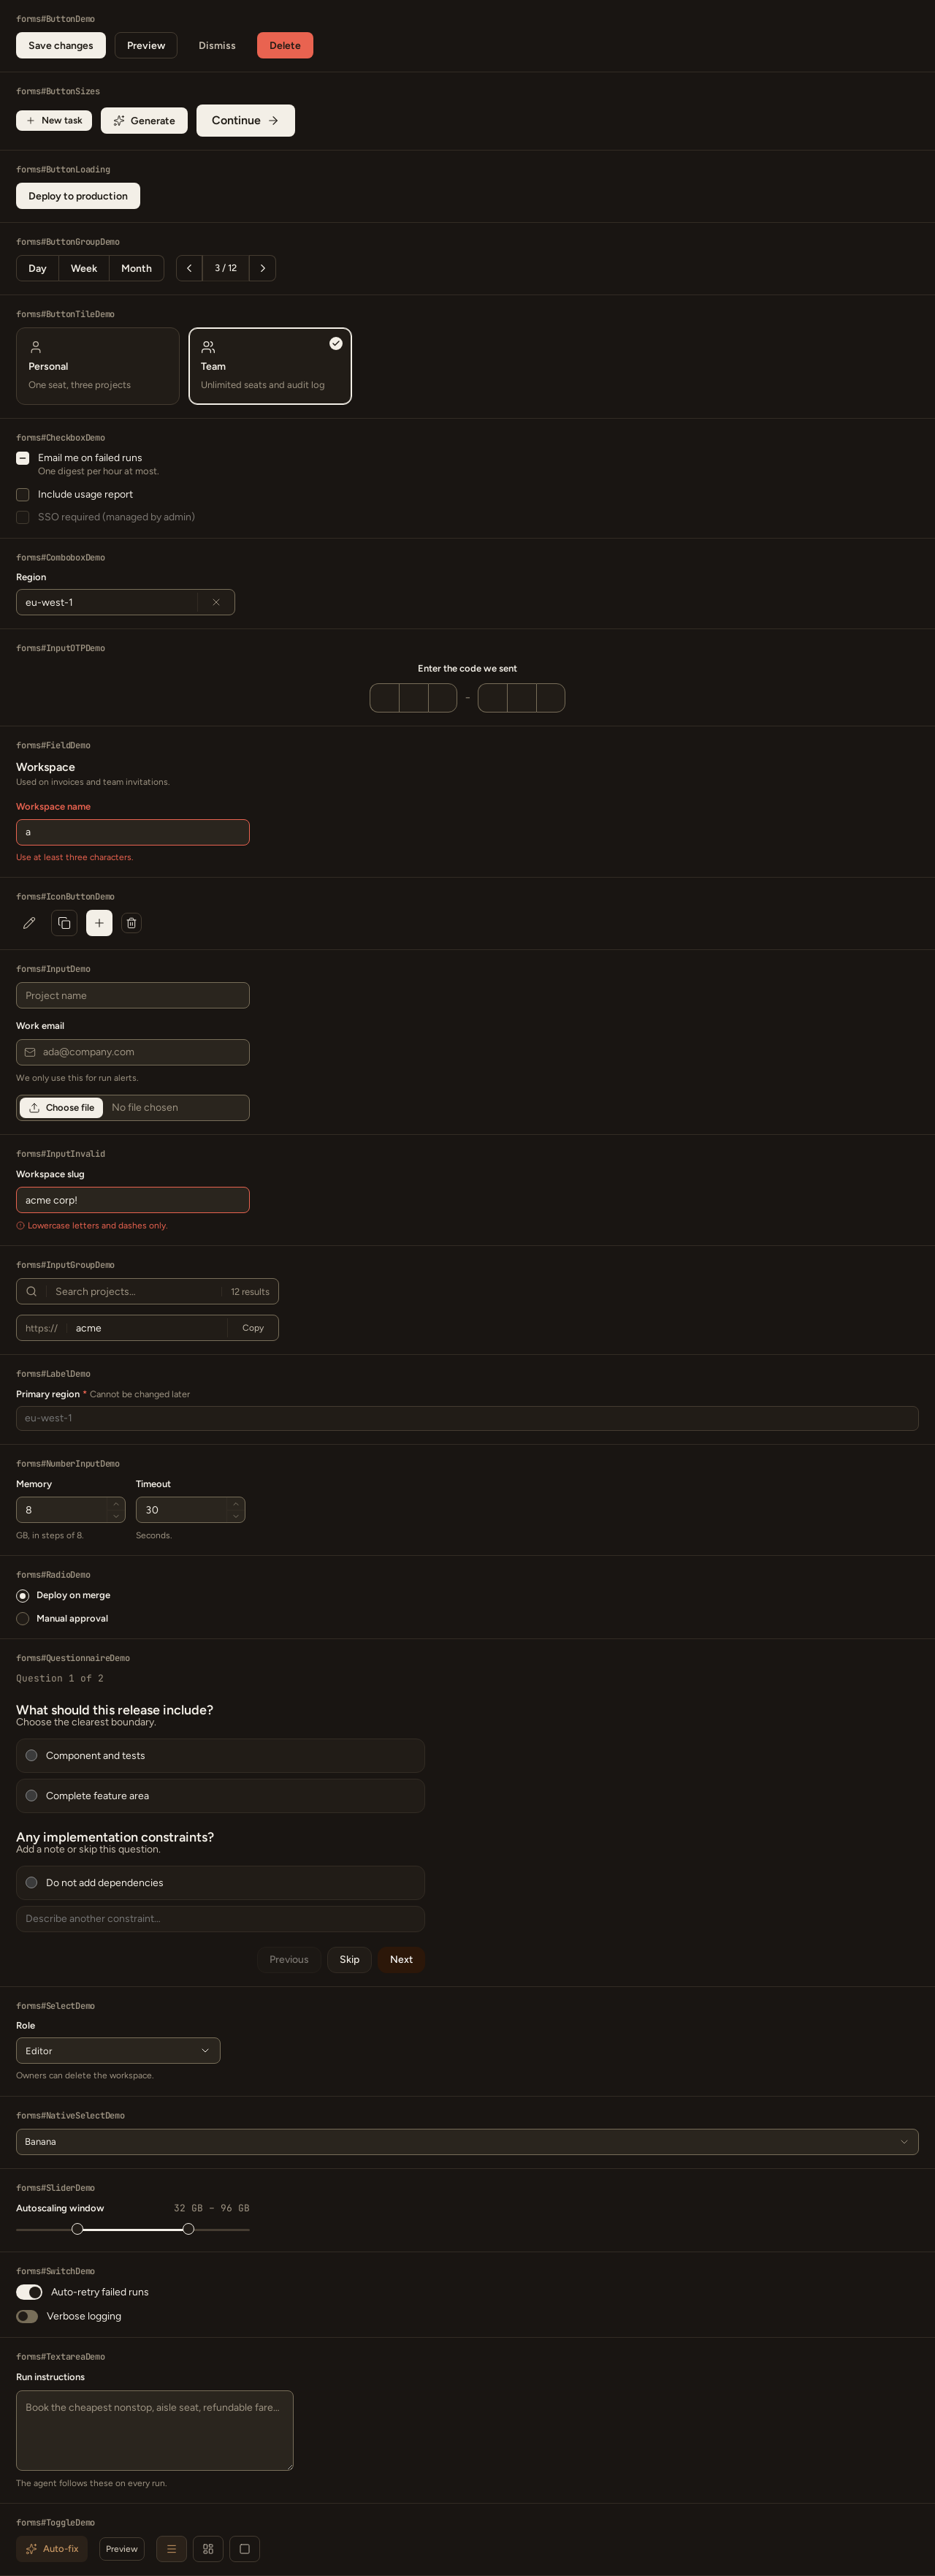 forms#ButtonDemo
Save changes Preview Dismiss Delete
forms#ButtonSizes
New task Generate Continue
forms#ButtonLoading
Deploy to production
forms#ButtonGroupDemo
Day Week Month 3 / 12
forms#ButtonTileDemo
Personal
One seat, three projects
Team
Unlimited seats and audit log
forms#CheckboxDemo
Email me on failed runs
One digest per hour at most.
Include usage report
SSO required (managed by admin)
forms#ComboboxDemo
Region
eu-west-1
forms#InputOTPDemo
Enter the code we sent
–
forms#FieldDemo
Workspace
Used on invoices and team invitations.
Workspace name
a
Use at least three characters.
forms#IconButtonDemo
forms#InputDemo
Project name
Work email
ada@company.com
We only use this for run alerts.
Choose file No file chosen
forms#InputInvalid
Workspace slug
acme corp!
Lowercase letters and dashes only.
forms#InputGroupDemo
Search projects... 12 results
https:// acme Copy
forms#LabelDemo
Primary region * Cannot be changed later
eu-west-1
forms#NumberInputDemo
Memory Timeout
8 30
GB, in steps of 8. Seconds.
forms#RadioDemo
Deploy on merge
Manual approval
forms#QuestionnaireDemo
Question 1 of 2
What should this release include?
Choose the clearest boundary.
Component and tests
Complete feature area
Any implementation constraints?
Add a note or skip this question.
Do not add dependencies
Describe another constraint...
Previous Skip Next
forms#SelectDemo
Role
Editor
Owners can delete the workspace.
forms#NativeSelectDemo
Banana
forms#SliderDemo
Autoscaling window 32 GB – 96 GB
forms#SwitchDemo
Auto-retry failed runs
Verbose logging
forms#TextareaDemo
Run instructions
Book the cheapest nonstop, aisle seat, refundable fare...
The agent follows these on every run.
forms#ToggleDemo
Auto-fix Preview